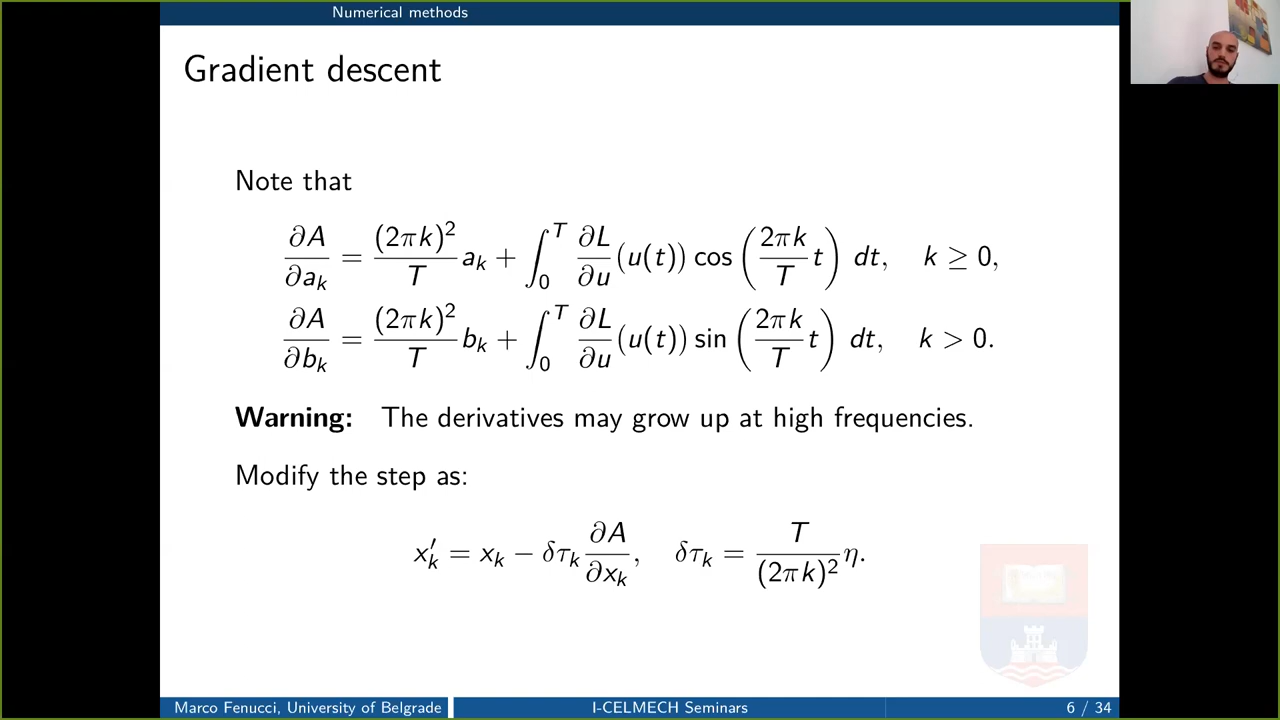 Numerical methods
Gradient descent
Note that
∂A/∂a_k = (2πk)²/T a_k + ∫₀ᵀ ∂L/∂u (u(t)) cos (2πk/T t) dt, k ≥ 0,
∂A/∂b_k = (2πk)²/T b_k + ∫₀ᵀ ∂L/∂u (u(t)) sin (2πk/T t) dt, k > 0.
Warning: The derivatives may grow up at high frequencies.
Modify the step as:
x′_k = x_k − δτ_k ∂A/∂x_k, δτ_k = T/(2πk)² η.
Marco Fenucci, University of Belgrade I-CELMECH Seminars 6 / 34